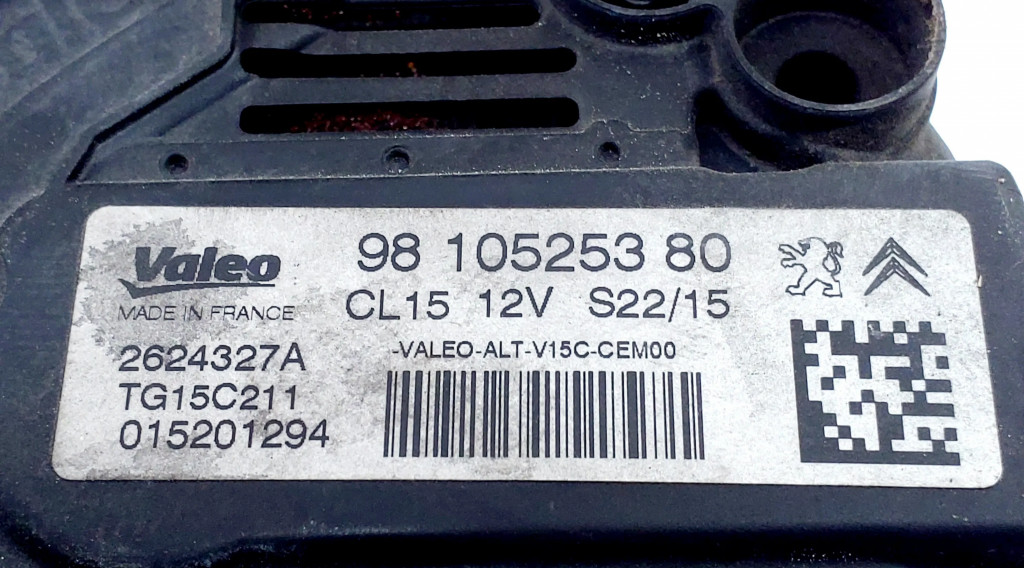 Valeo
MADE IN FRANCE
98 105253 80
CL15 12V S22/15
-VALEO-ALT-V15C-CEM00
2624327A
TG15C211
015201294